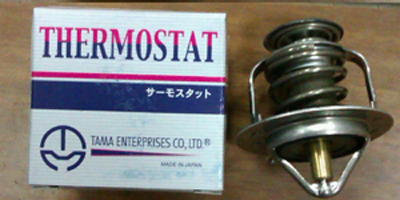 THERMOSTAT
サーモスタット
TAMA ENTERPRISES CO., LTD.®
MADE IN JAPAN